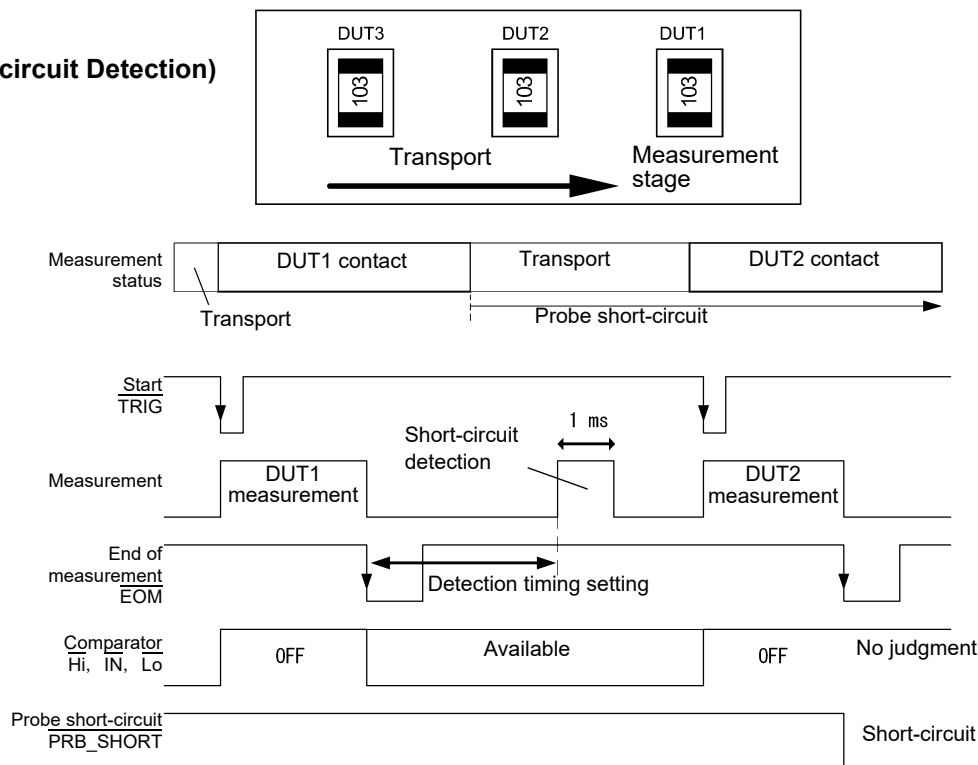 circuit Detection)
DUT3
DUT2
DUT1
103
103
103
Transport
Measurement
stage
Measurement
status
DUT1 contact
Transport
DUT2 contact
Transport
Probe short-circuit
Start
TRIG
1 ms
Short-circuit
detection
Measurement
DUT1
measurement
DUT2
measurement
End of
measurement
EOM
Detection timing setting
Comparator
Hi, IN, Lo
OFF
Available
OFF
No judgment
Probe short-circuit
PRB_SHORT
Short-circuit